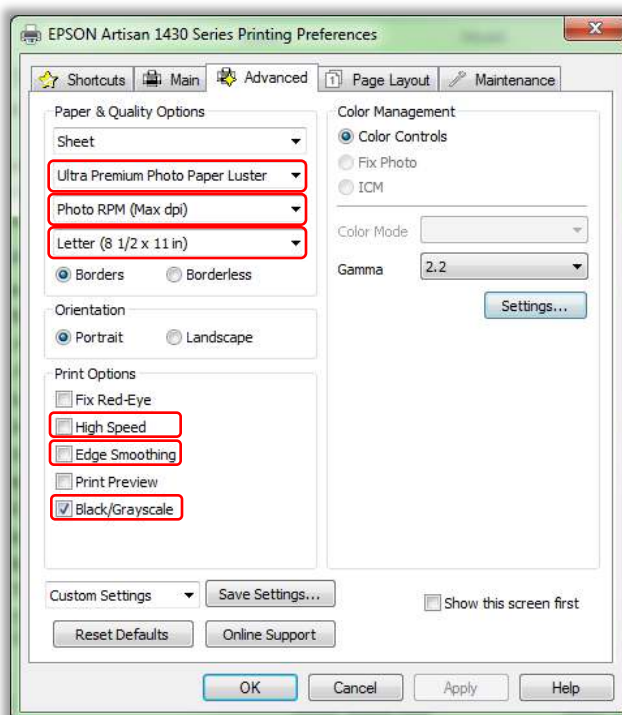 EPSON Artisan 1430 Series Printing Preferences
Shortcuts
Main
Advanced
1
Page Layout
Maintenance
Paper & Quality Options
Sheet
Ultra Premium Photo Paper Luster
Photo RPM (Max dpi)
Letter (8 1/2 x 11 in)
Borders
Borderless
Orientation
Portrait
Landscape
Print Options
Fix Red-Eye
High Speed
Edge Smoothing
Print Preview
Black/Grayscale
Color Management
Color Controls
Fix Photo
ICM
Color Mode
Gamma
2.2
Settings...
Custom Settings
Save Settings...
Show this screen first
Reset Defaults
Online Support
OK
Cancel
Apply
Help